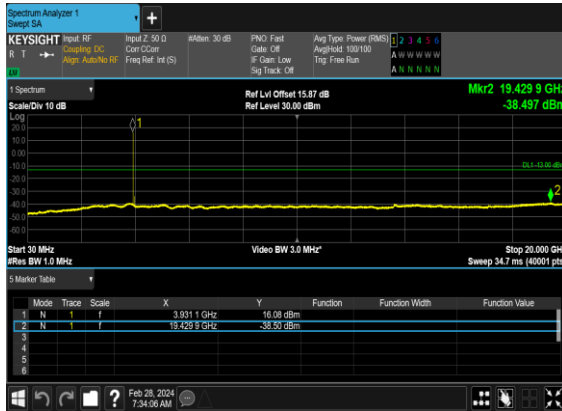 Spectrum Analyzer 1
Swept SA
+
KEYSIGHT Input: RF Input Z: 50 Ω #Atten: 30 dB PNO: Fast Avg Type: Power (RMS) 1 2 3 4 5 6
R T Coupling: DC Corr CCorr Gate: Off Avg|Hold: 100/100 A W W W W W
Align: Auto/No RF Freq Ref: Int (S) IF Gain: Low Trig: Free Run
LXI Sig Track: Off A N N N N N
1 Spectrum Ref Lvl Offset 15.87 dB Mkr2 19.429 9 GHz
Scale/Div 10 dB Ref Level 30.00 dBm -38.497 dBm
Log
20.0
10.0
0.00
-10.0
DL1 -13.00 dBm
-20.0
-30.0
-40.0
-50.0
-60.0
1
2
Start 30 MHz Video BW 3.0 MHz* Stop 20.000 GH
#Res BW 1.0 MHz Sweep 34.7 ms (40001 pts
5 Marker Table
Mode Trace Scale X Y Function Function Width Function Value
1 N 1 f 3.931 1 GHz 16.08 dBm
2 N 1 f 19.429 9 GHz -38.50 dBm
3
4
5
6
? Feb 28, 2024
7:34:06 AM